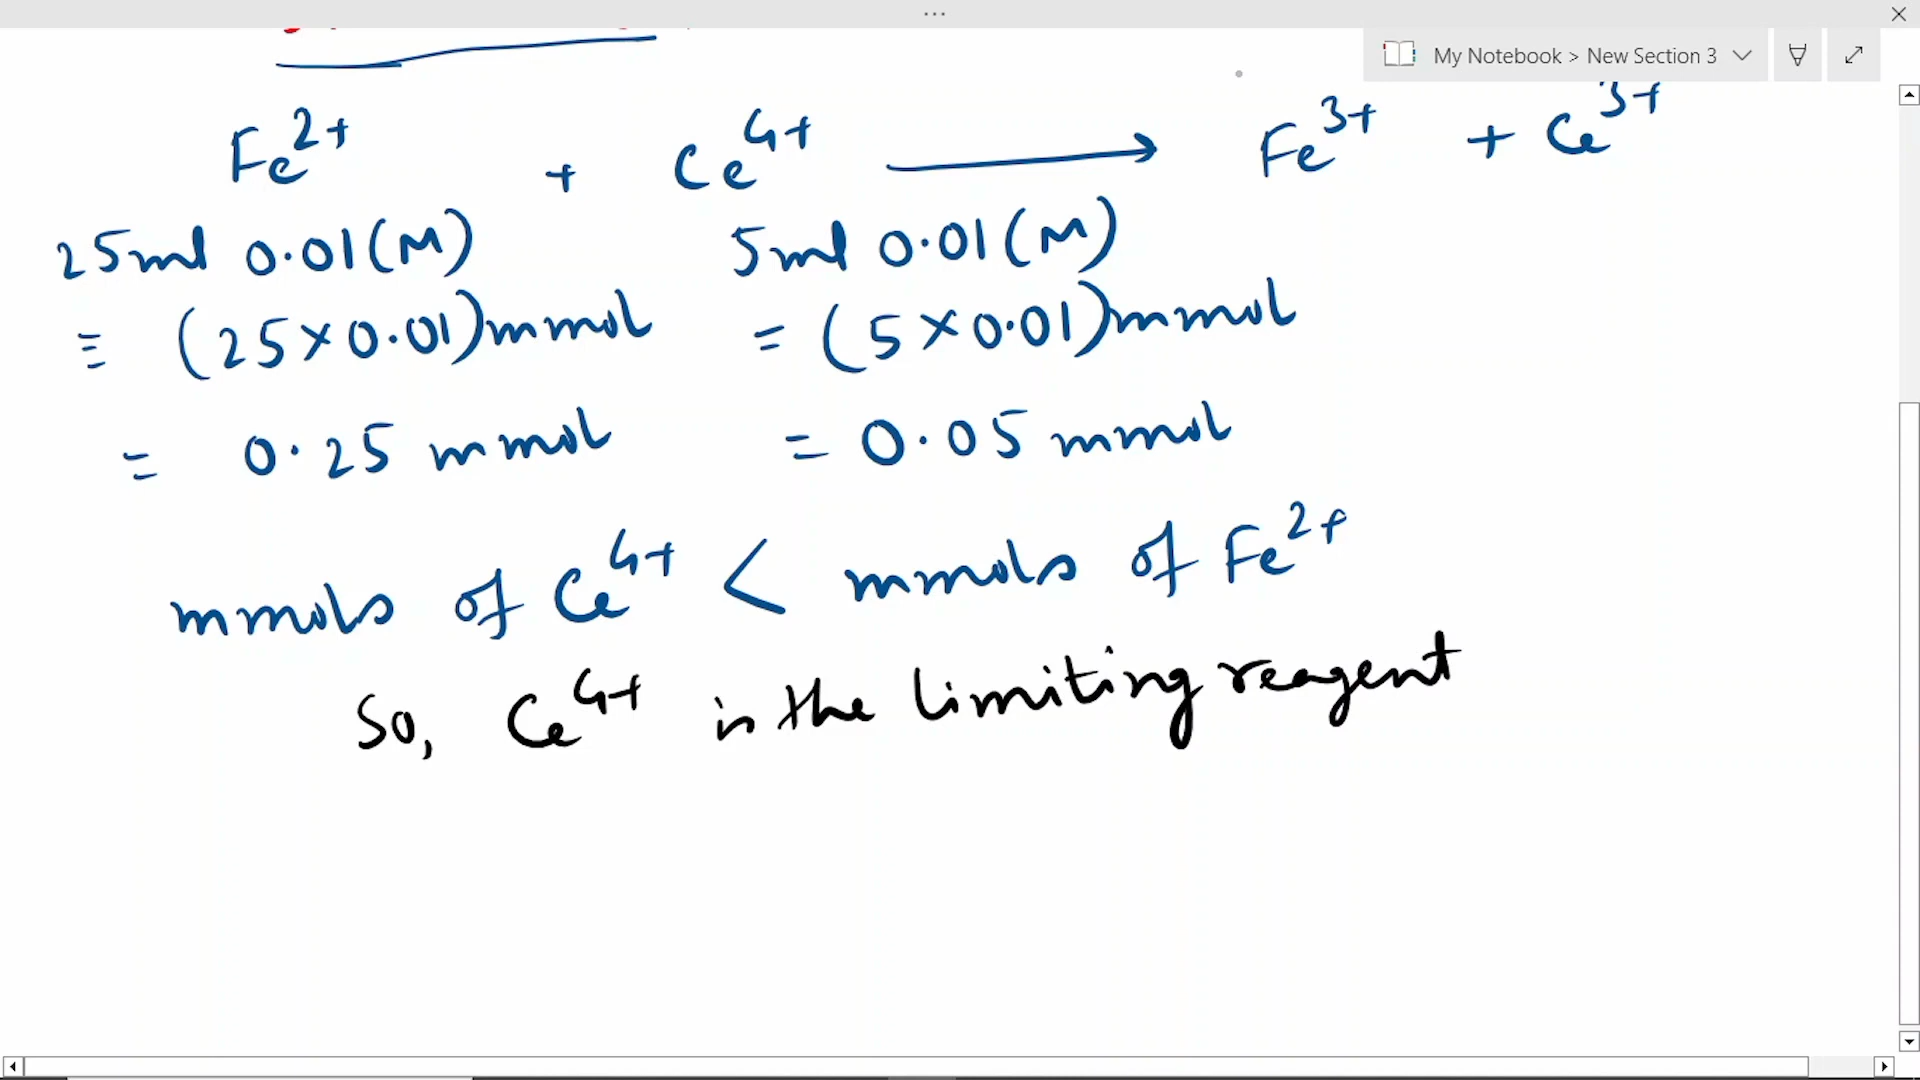 My Notebook > New Section 3
Fe²⁺ + Ce⁴⁺ → Fe³⁺ + Ce³⁺
25ml 0.01(M) 5ml 0.01(M)
≡ (25×0.01)mmol = (5×0.01)mmol
= 0.25 mmol = 0.05 mmol
mmols of Ce⁴⁺ < mmols of Fe²⁺
So, Ce⁴⁺ is the limiting reagent